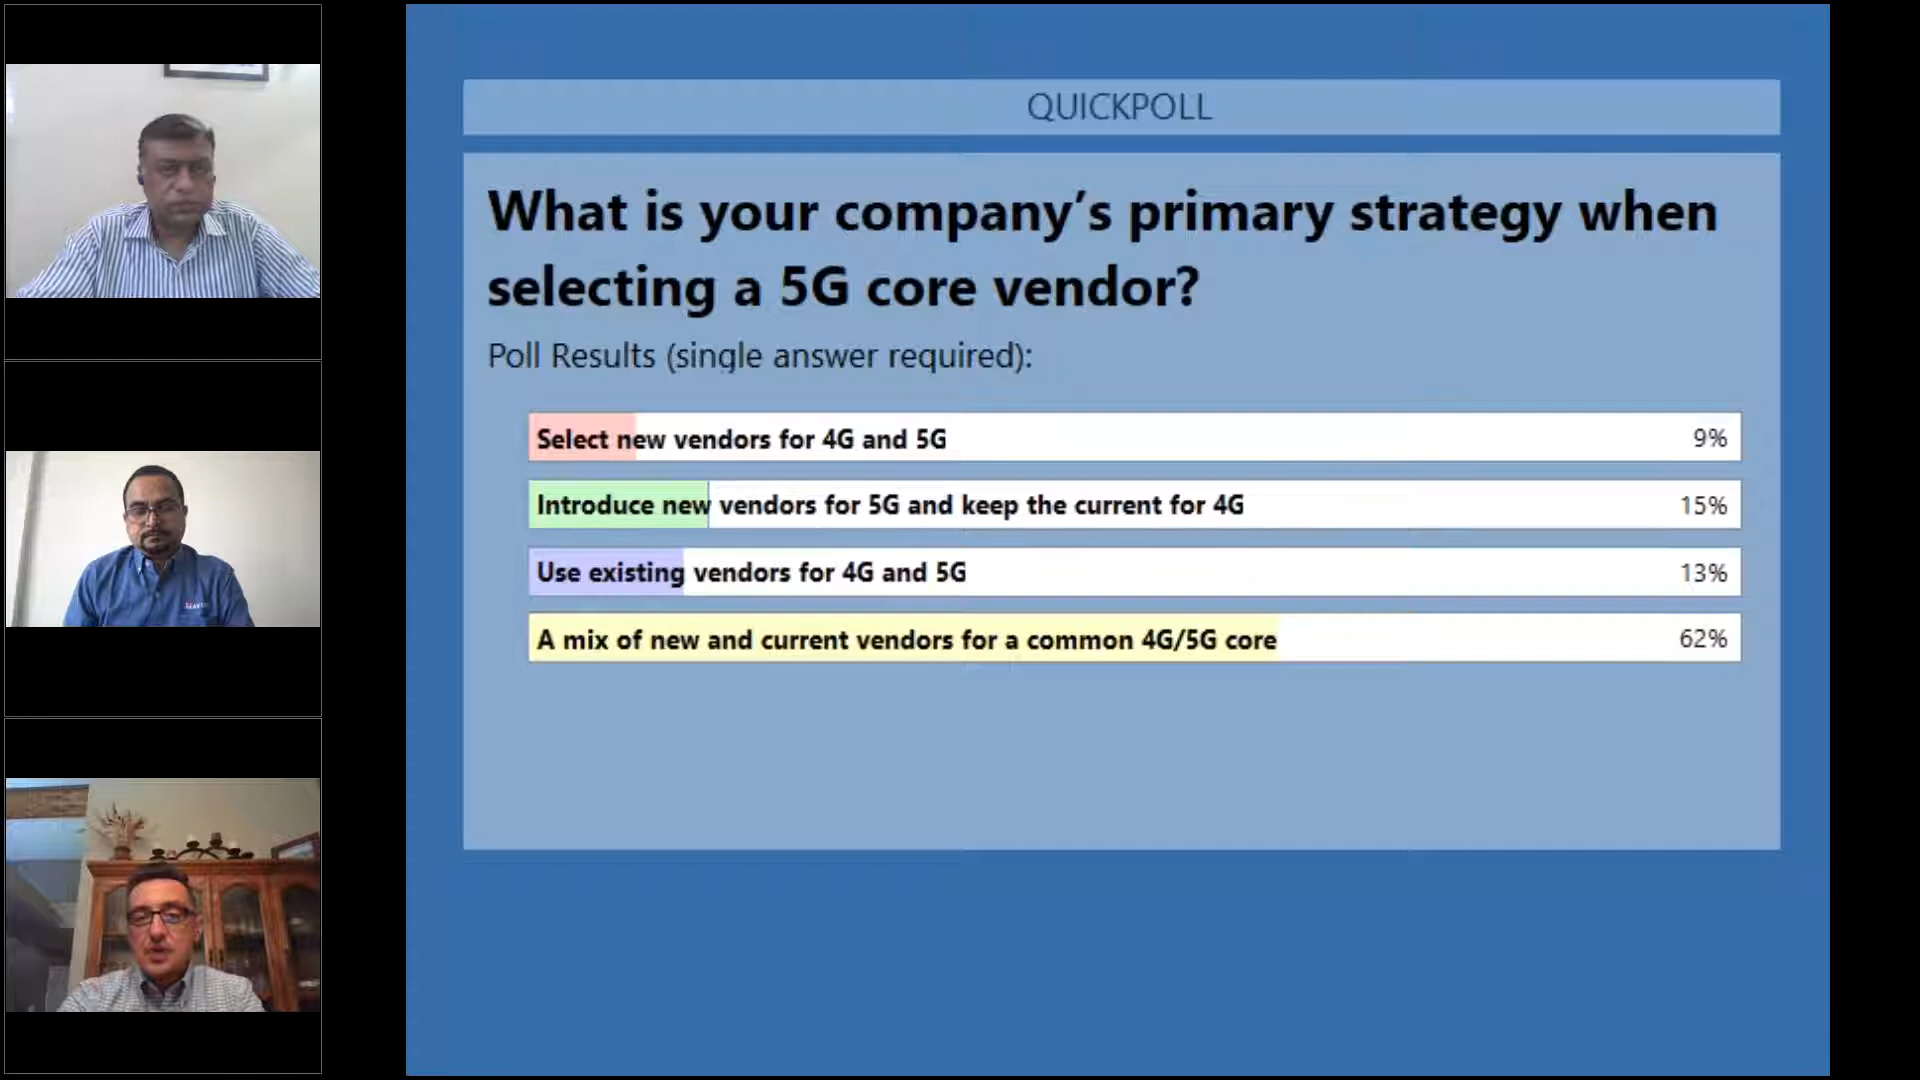 QUICKPOLL
What is your company’s primary strategy when
selecting a 5G core vendor?
Poll Results (single answer required):
Select new vendors for 4G and 5G 9%
Introduce new vendors for 5G and keep the current for 4G 15%
Use existing vendors for 4G and 5G 13%
A mix of new and current vendors for a common 4G/5G core 62%